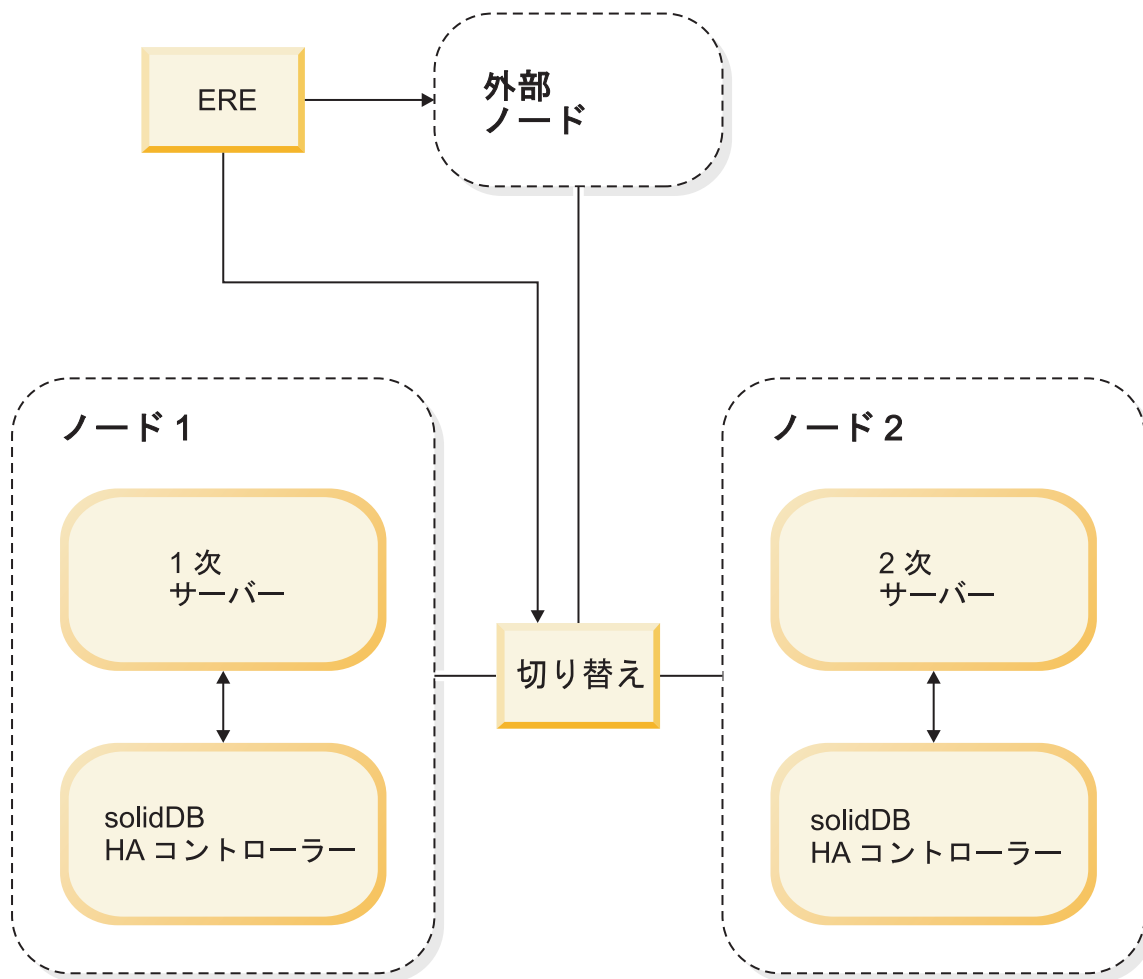 ERE
外部
ノード
ノード 1
1 次
サーバー
solidDB
HA コントローラー
切り替え
ノード 2
2 次
サーバー
solidDB
HA コントローラー